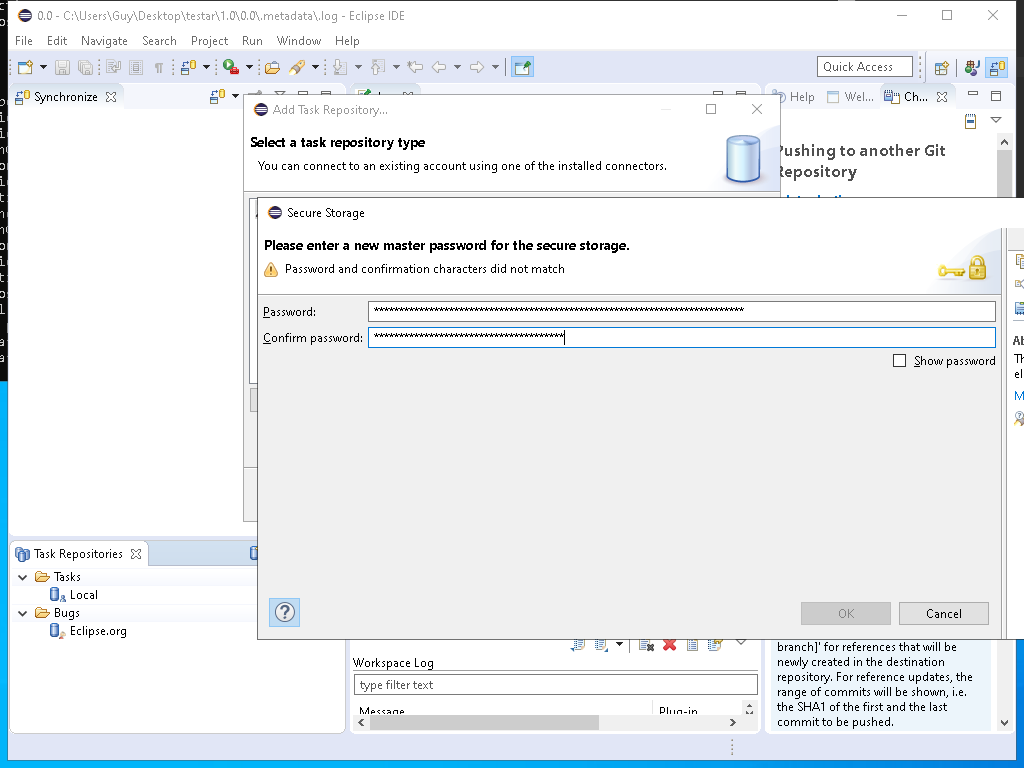 0.0 - C:\Users\Guy\Desktop\testar\1.0\0.0\.metadata\.log - Eclipse IDE
File Edit Navigate Search Project Run Window Help
Quick Access
Synchronize
Help Wel... Ch...
Add Task Repository...
Select a task repository type
You can connect to an existing account using one of the installed connectors.
Pushing to another Git
Repository
Secure Storage
Please enter a new master password for the secure storage.
Password and confirmation characters did not match
Password:
Confirm password:
Show password
OK Cancel
Task Repositories
Tasks
Local
Bugs
Eclipse.org
Workspace Log
type filter text
Message Plug-in
branch]' for references that will be
newly created in the destination
repository. For reference updates, the
range of commits will be shown, i.e.
the SHA1 of the first and the last
commit to be pushed.